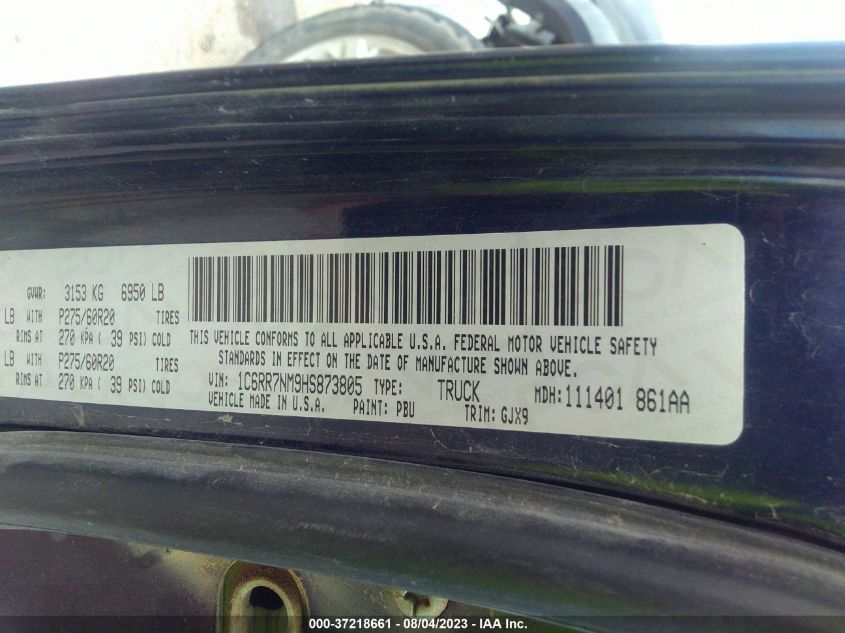 GVWR: 3153 KG 6950 LB
LB WITH P275/60R20 TIRES
RIMS AT 270 KPA ( 39 PSI) COLD
LB WITH P275/60R20 TIRES
RIMS AT 270 KPA ( 39 PSI) COLD
THIS VEHICLE CONFORMS TO ALL APPLICABLE U.S.A. FEDERAL MOTOR VEHICLE SAFETY
STANDARDS IN EFFECT ON THE DATE OF MANUFACTURE SHOWN ABOVE.
VIN: 1C6RR7NM9HS873805 TYPE: TRUCK MDH:111401 861AA
VEHICLE MADE IN U.S.A. PAINT: PBU TRIM: GJX9
000-37218661 - 08/04/2023 - IAA Inc.